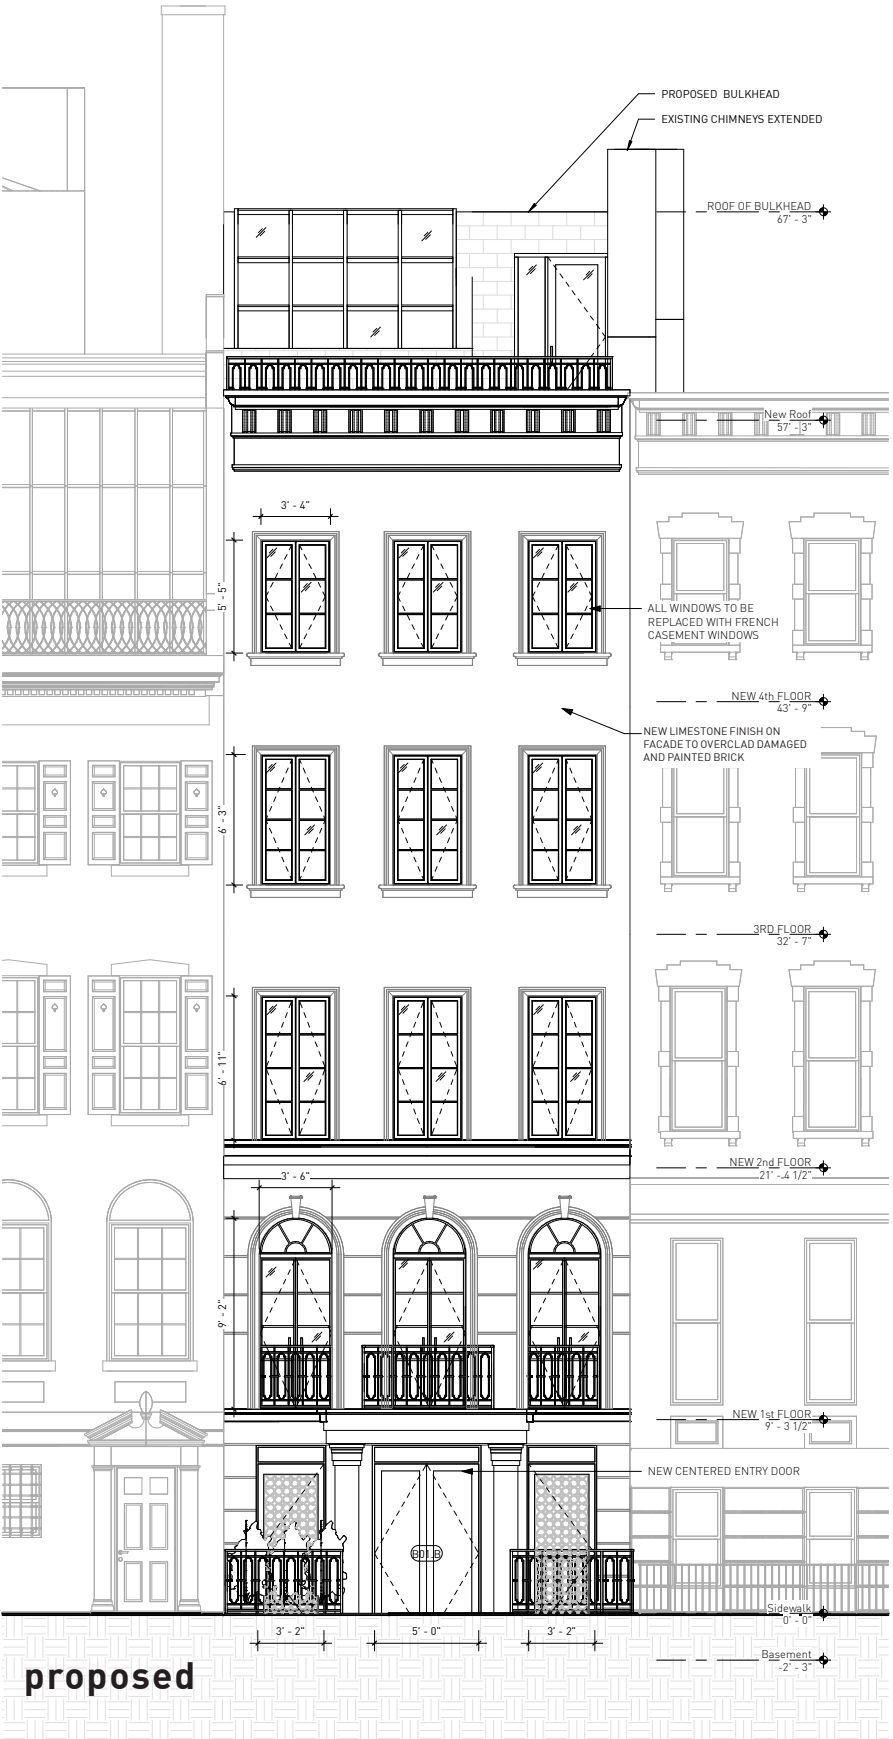 PROPOSED BULKHEAD
EXISTING CHIMNEYS EXTENDED
ROOF OF BULKHEAD
67' - 3"
New Roof
57' - 3"
3' - 4"
5' - 5"
ALL WINDOWS TO BE
REPLACED WITH FRENCH
CASEMENT WINDOWS
NEW 4th FLOOR
43' - 9"
NEW LIMESTONE FINISH ON
FACADE TO OVERCLAD DAMAGED
AND PAINTED BRICK
6' - 3"
3RD FLOOR
32' - 7"
6' - 11"
NEW 2nd FLOOR
21' - 4 1/2"
3' - 6"
9' - 2"
NEW 1st FLOOR
9' - 3 1/2"
NEW CENTERED ENTRY DOOR
B01.B
Sidewalk
0' - 0"
3' - 2"
5' - 0"
3' - 2"
Basement
-2' - 3"
proposed